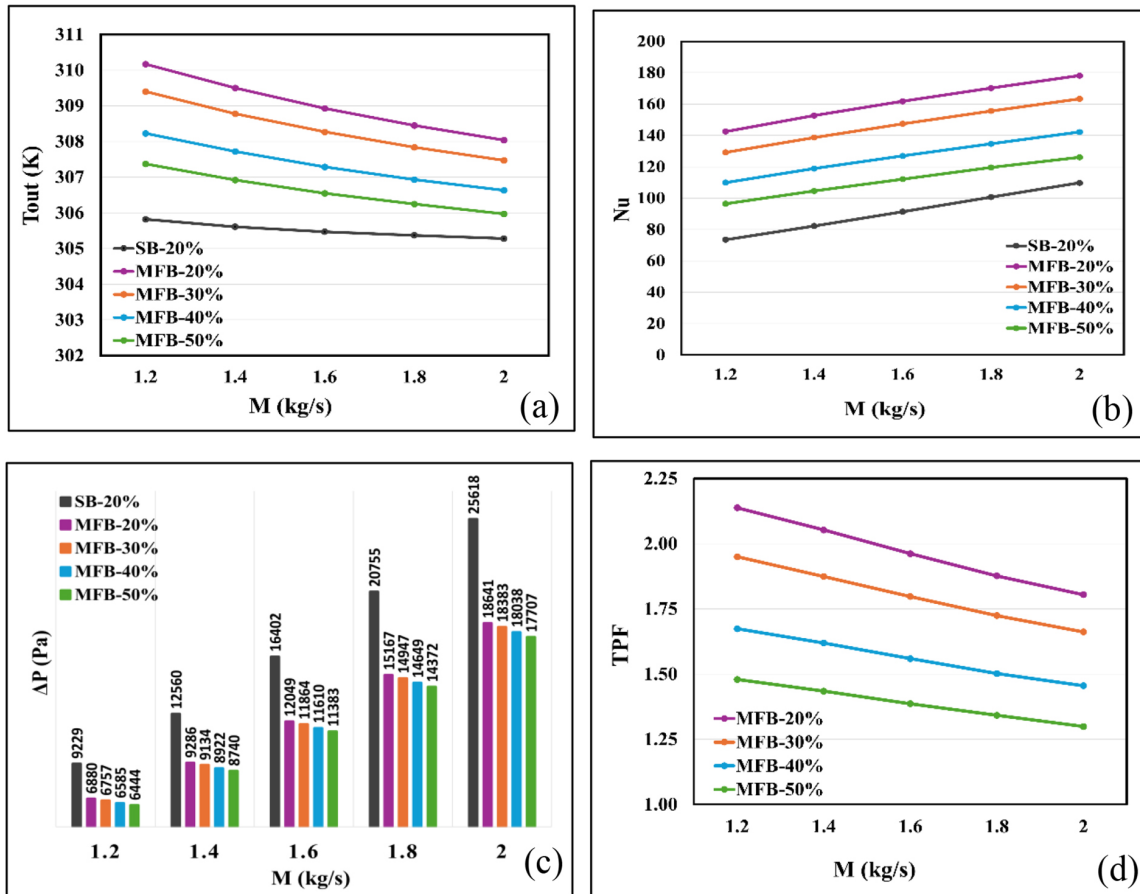 311
310
309
308
307
306
305
304
303
302
Tout (K)
SB-20%
MFB-20%
MFB-30%
MFB-40%
MFB-50%
1.2 1.4 1.6 1.8 2
M (kg/s)
(a)
200
180
160
140
120
100
80
60
40
20
0
Nu
SB-20%
MFB-20%
MFB-30%
MFB-40%
MFB-50%
1.2 1.4 1.6 1.8 2
M (kg/s)
(b)
SB-20%
MFB-20%
MFB-30%
MFB-40%
MFB-50%
ΔP (Pa)
9229 6880 6757 6585 6444
12560 9286 9134 8922 8740
16402 12049 11864 11610 11383
20755 15167 14947 14649 14372
25618 18641 18383 18038 17707
1.2 1.4 1.6 1.8 2
M (kg/s)
(c)
2.25
2.00
1.75
1.50
1.25
1.00
TPF
MFB-20%
MFB-30%
MFB-40%
MFB-50%
1.2 1.4 1.6 1.8 2
M (kg/s)
(d)